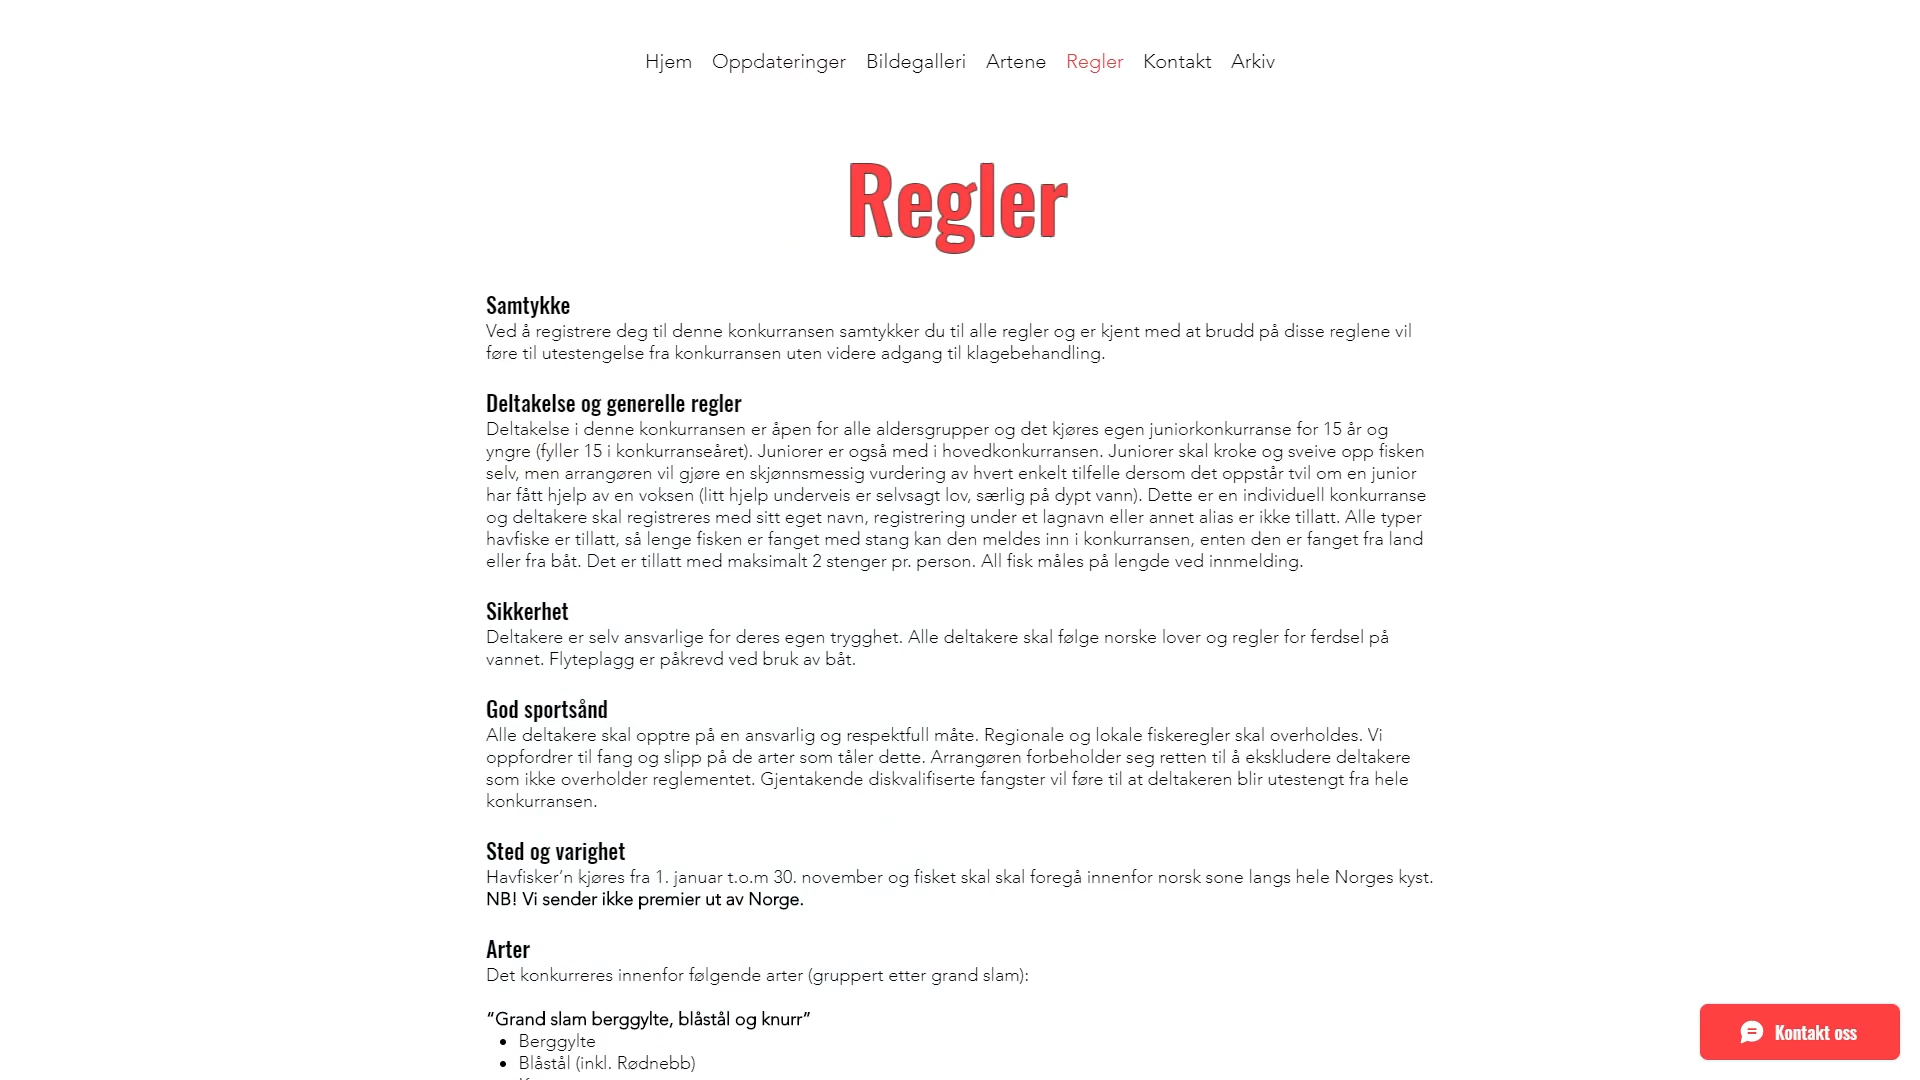 Hjem Oppdateringer Bildegalleri Artene Regler Kontakt Arkiv
Regler
Samtykke
Ved å registrere deg til denne konkurransen samtykker du til alle regler og er kjent med at brudd på disse reglene vil
føre til utestengelse fra konkurransen uten videre adgang til klagebehandling.
Deltakelse og generelle regler
Deltakelse i denne konkurransen er åpen for alle aldersgrupper og det kjøres egen juniorkonkurranse for 15 år og
yngre (fyller 15 i konkurranseåret). Juniorer er også med i hovedkonkurransen. Juniorer skal kroke og sveive opp fisken
selv, men arrangøren vil gjøre en skjønnsmessig vurdering av hvert enkelt tilfelle dersom det oppstår tvil om en junior
har fått hjelp av en voksen (litt hjelp underveis er selvsagt lov, særlig på dypt vann). Dette er en individuell konkurranse
og deltakere skal registreres med sitt eget navn, registrering under et lagnavn eller annet alias er ikke tillatt. Alle typer
havfiske er tillatt, så lenge fisken er fanget med stang kan den meldes inn i konkurransen, enten den er fanget fra land
eller fra båt. Det er tillatt med maksimalt 2 stenger pr. person. All fisk måles på lengde ved innmelding.
Sikkerhet
Deltakere er selv ansvarlige for deres egen trygghet. Alle deltakere skal følge norske lover og regler for ferdsel på
vannet. Flyteplagg er påkrevd ved bruk av båt.
God sportsånd
Alle deltakere skal opptre på en ansvarlig og respektfull måte. Regionale og lokale fiskeregler skal overholdes. Vi
oppfordrer til fang og slipp på de arter som tåler dette. Arrangøren forbeholder seg retten til å ekskludere deltakere
som ikke overholder reglementet. Gjentakende diskvalifiserte fangster vil føre til at deltakeren blir utestengt fra hele
konkurransen.
Sted og varighet
Havfisker’n kjøres fra 1. januar t.o.m 30. november og fisket skal skal foregå innenfor norsk sone langs hele Norges kyst.
NB! Vi sender ikke premier ut av Norge.
Arter
Det konkurreres innenfor følgende arter (gruppert etter grand slam):
“Grand slam berggylte, blåstål og knurr”
• Berggylte
• Blåstål (inkl. Rødnebb)
Kontakt oss